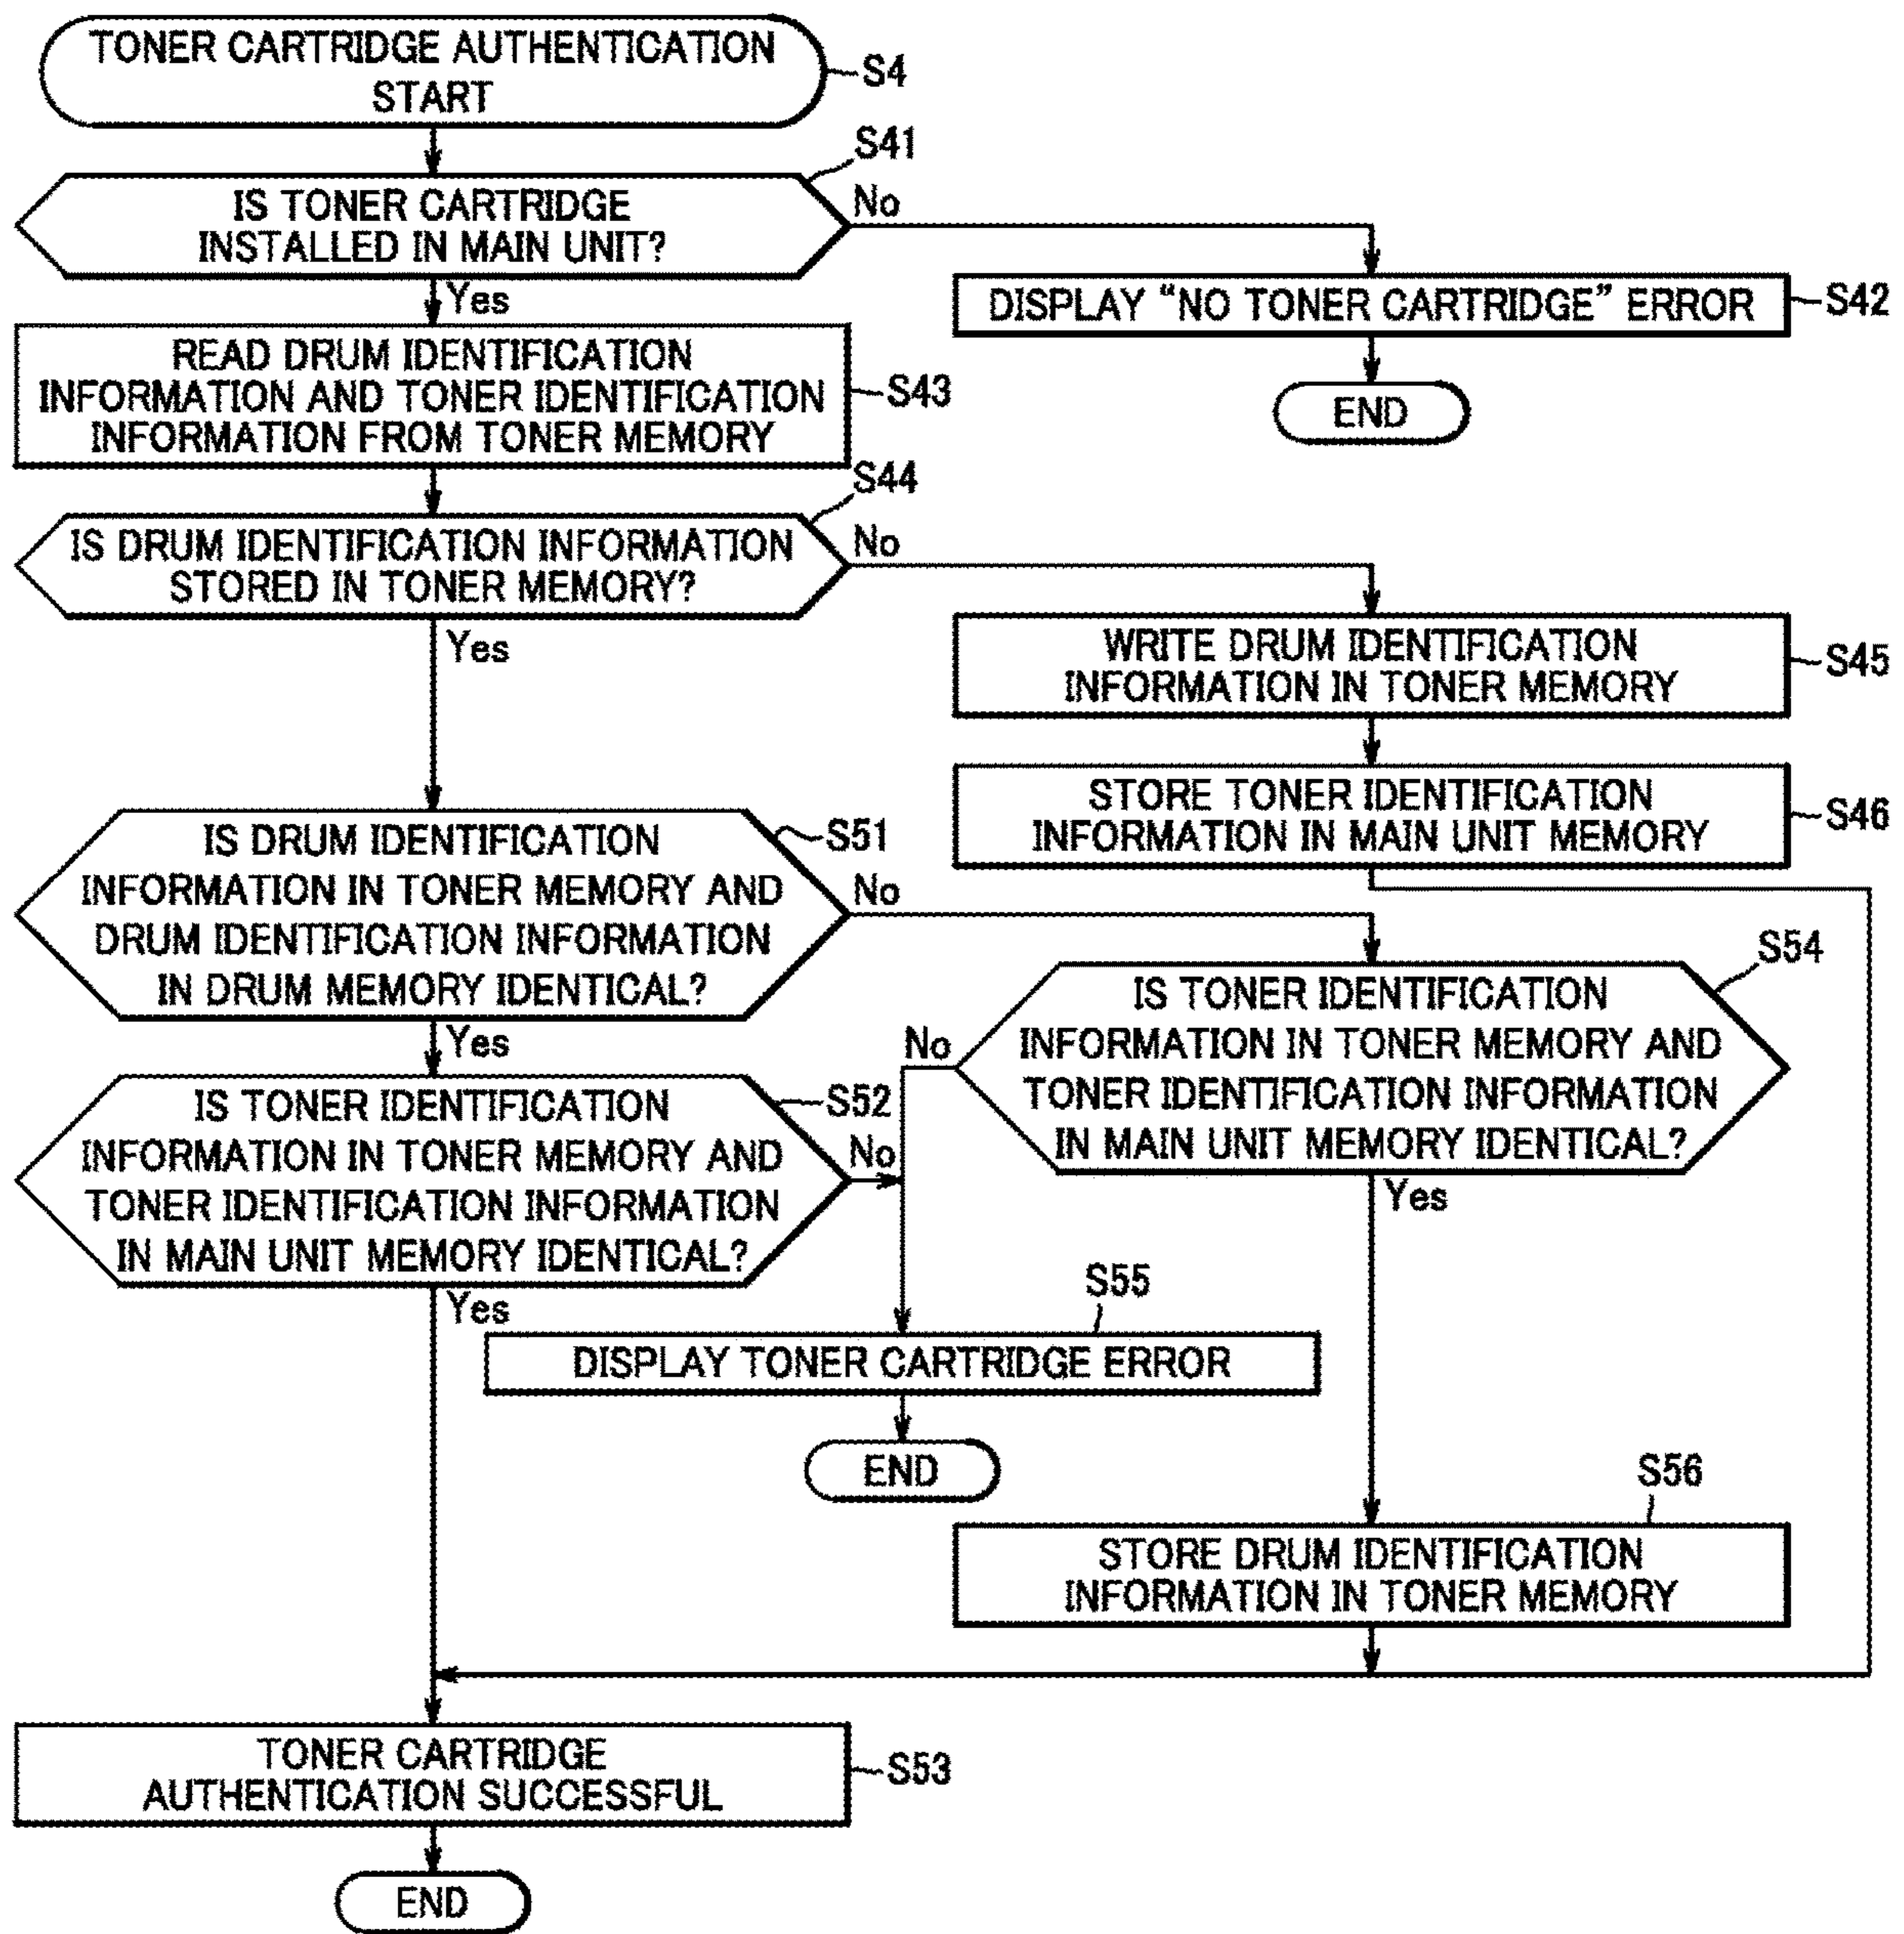 TONER CARTRIDGE AUTHENTICATION
START
S4
S41
IS TONER CARTRIDGE
INSTALLED IN MAIN UNIT?
No
Yes
DISPLAY “NO TONER CARTRIDGE” ERROR
S42
END
READ DRUM IDENTIFICATION
INFORMATION AND TONER IDENTIFICATION
INFORMATION FROM TONER MEMORY
S43
S44
IS DRUM IDENTIFICATION INFORMATION
STORED IN TONER MEMORY?
No
Yes
WRITE DRUM IDENTIFICATION
INFORMATION IN TONER MEMORY
S45
STORE TONER IDENTIFICATION
INFORMATION IN MAIN UNIT MEMORY
S46
IS DRUM IDENTIFICATION
INFORMATION IN TONER MEMORY AND
DRUM IDENTIFICATION INFORMATION
IN DRUM MEMORY IDENTICAL?
S51
No
Yes
S54
IS TONER IDENTIFICATION
INFORMATION IN TONER MEMORY AND
TONER IDENTIFICATION INFORMATION
IN MAIN UNIT MEMORY IDENTICAL?
No
Yes
IS TONER IDENTIFICATION
INFORMATION IN TONER MEMORY AND
TONER IDENTIFICATION INFORMATION
IN MAIN UNIT MEMORY IDENTICAL?
S52
No
Yes
S55
DISPLAY TONER CARTRIDGE ERROR
END
S56
STORE DRUM IDENTIFICATION
INFORMATION IN TONER MEMORY
TONER CARTRIDGE
AUTHENTICATION SUCCESSFUL
S53
END